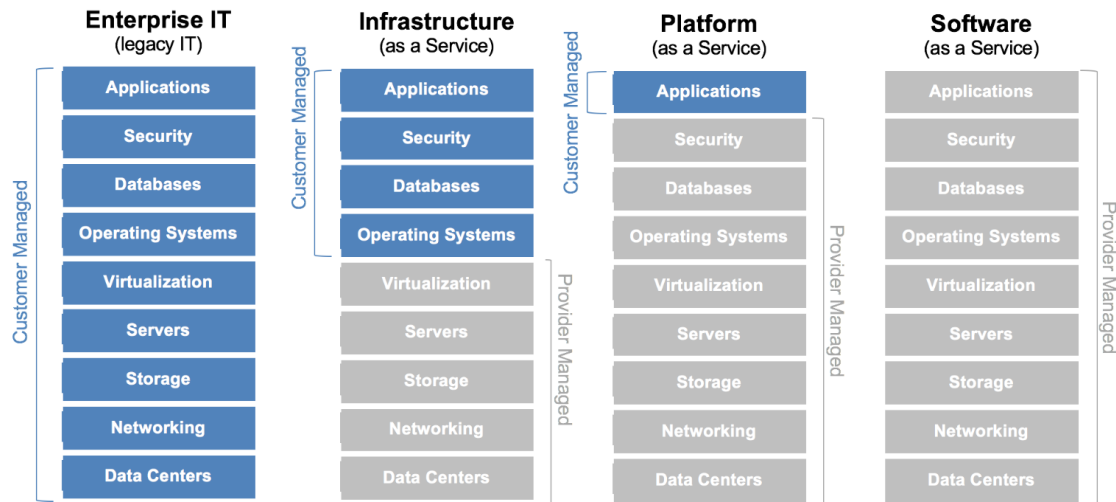 Enterprise IT
(legacy IT)
Customer Managed
Applications
Security
Databases
Operating Systems
Virtualization
Servers
Storage
Networking
Data Centers
Infrastructure
(as a Service)
Customer Managed
Applications
Security
Databases
Operating Systems
Virtualization
Servers
Storage
Networking
Data Centers
Provider Managed
Platform
(as a Service)
Customer Managed
Applications
Security
Databases
Operating Systems
Virtualization
Servers
Storage
Networking
Data Centers
Provider Managed
Software
(as a Service)
Applications
Security
Databases
Operating Systems
Virtualization
Servers
Storage
Networking
Data Centers
Provider Managed